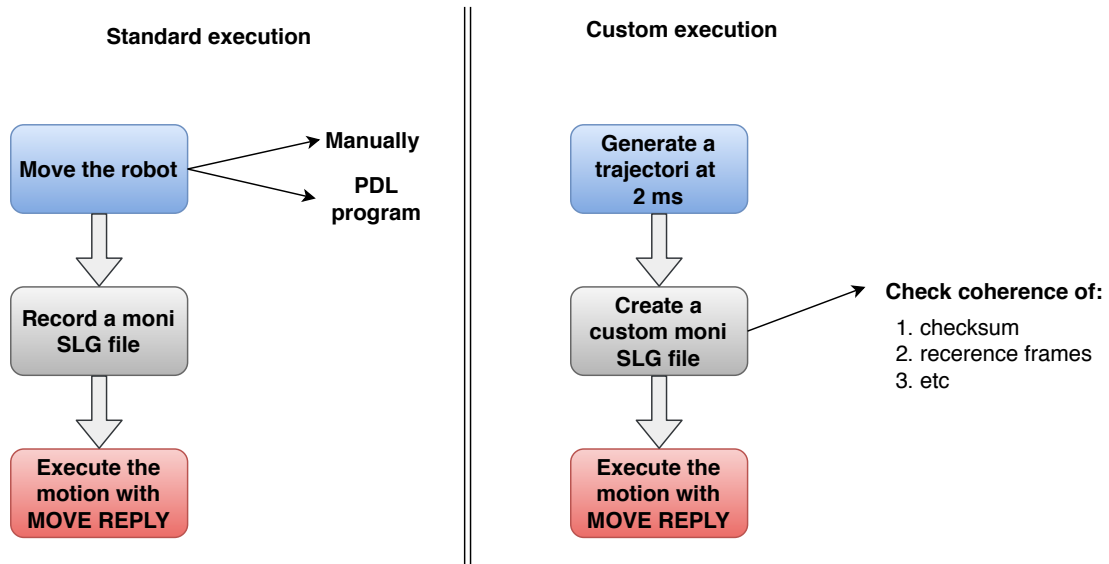 Standard execution
Move the robot
Manually
PDL
program
Record a moni
SLG file
Execute the
motion with
MOVE REPLY
Custom execution
Generate a
trajectori at
2 ms
Create a
custom moni
SLG file
Check coherence of:
1. checksum
2. recerence frames
3. etc
Execute the
motion with
MOVE REPLY